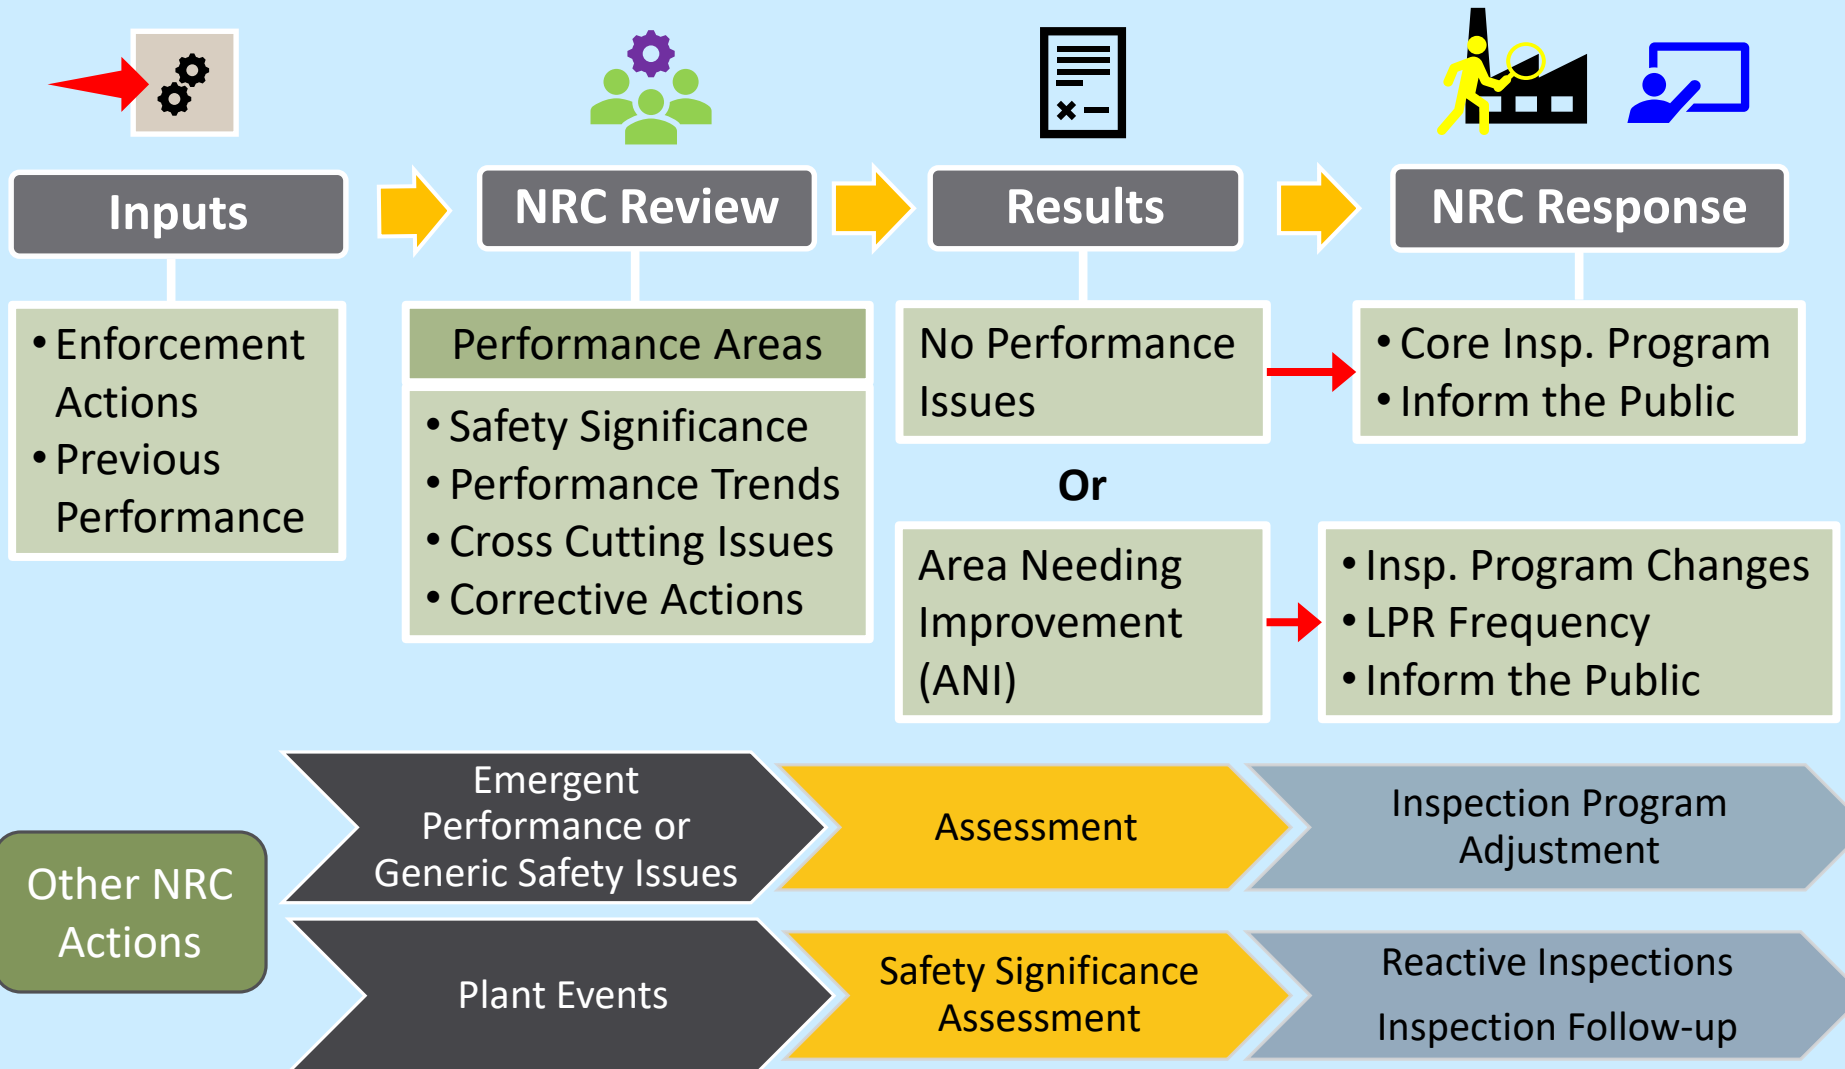 Inputs
NRC Review
Results
NRC Response
• Enforcement
Actions
• Previous
Performance
Performance Areas
• Safety Significance
• Performance Trends
• Cross Cutting Issues
• Corrective Actions
No Performance
Issues
• Core Insp. Program
• Inform the Public
Or
Area Needing
Improvement
(ANI)
• Insp. Program Changes
• LPR Frequency
• Inform the Public
Other NRC
Actions
Emergent
Performance or
Generic Safety Issues
Assessment
Inspection Program
Adjustment
Plant Events
Safety Significance
Assessment
Reactive Inspections
Inspection Follow-up